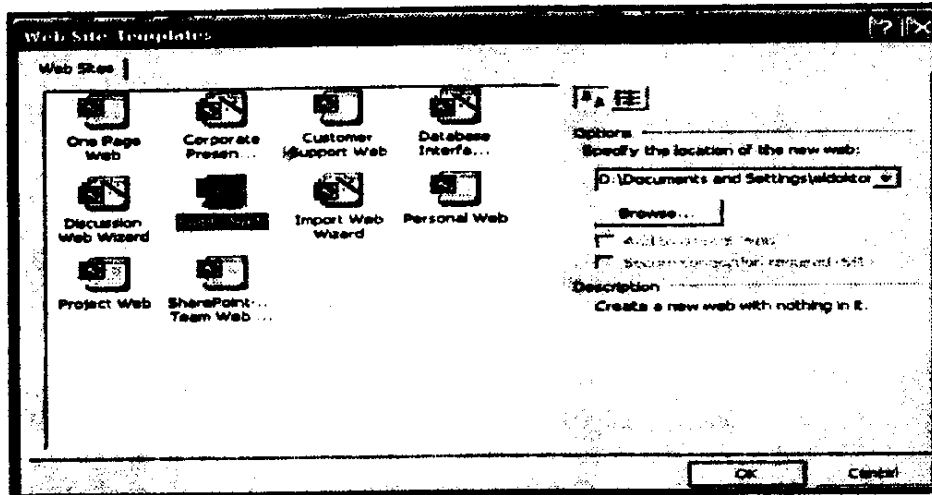 Web Site Templates
Web Sites
One Page
Web
Corporate
Presen...
Customer
Support Web
Database
Interfa...
Discussion
Web Wizard
Import Web
Wizard
Personal Web
Project Web
SharePoint-...
Team Web ...
Options
Specify the location of the new web:
D:\Documents and Settings\eldoktor
Browse...
Description
Create a new web with nothing in it.
OK
Cancel